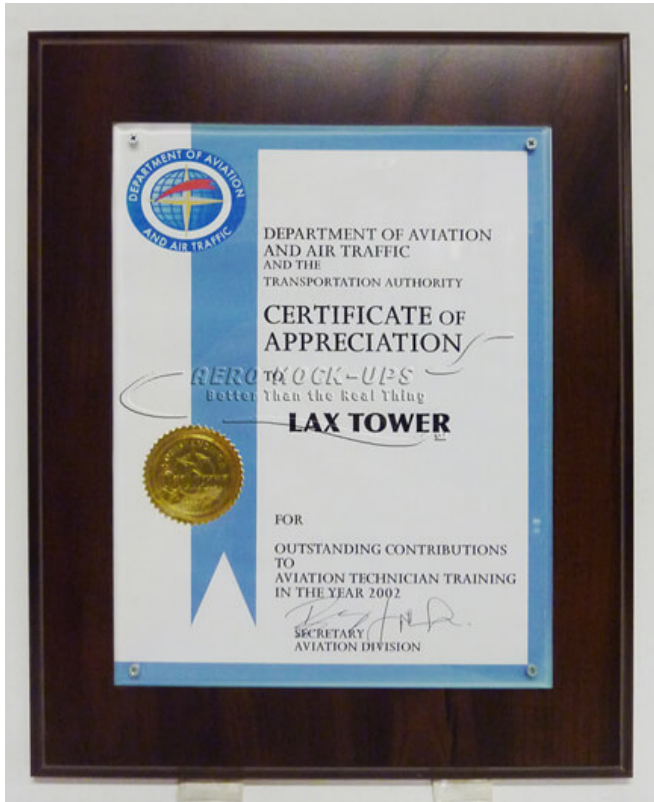 DEPARTMENT OF AVIATION
AND AIR TRAFFIC
DEPARTMENT OF AVIATION
AND AIR TRAFFIC
AND THE
TRANSPORTATION AUTHORITY
CERTIFICATE OF
APPRECIATION
TO
AERO MOCK-UPS
Better Than the Real Thing
LAX TOWER
FOR
OUTSTANDING CONTRIBUTIONS
TO
AVIATION TECHNICIAN TRAINING
IN THE YEAR 2002
SECRETARY
AVIATION DIVISION